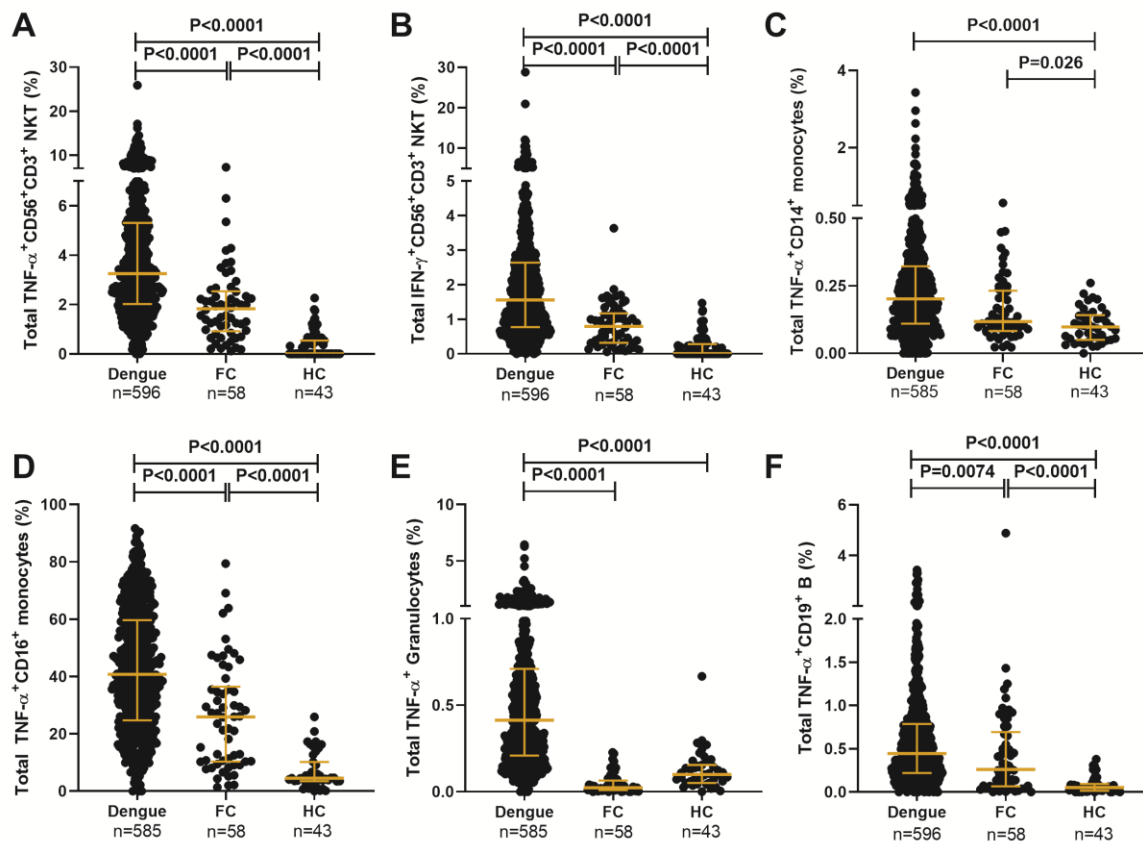 A
P<0.0001
P<0.0001 P<0.0001
Total TNF-α+CD56+CD3+ NKT (%)
30
20
10
6
4
2
0
Dengue FC HC
n=596 n=58 n=43
B
P<0.0001
P<0.0001 P<0.0001
Total IFN-γ+CD56+CD3+ NKT (%)
30
20
10
5
4
3
2
1
0
Dengue FC HC
n=596 n=58 n=43
C
P<0.0001
P=0.026
Total TNF-α+CD14+ monocytes (%)
4
2
0.50
0.25
0.00
Dengue FC HC
n=585 n=58 n=43
D
P<0.0001
P<0.0001 P<0.0001
Total TNF-α+CD16+ monocytes (%)
100
80
60
40
20
0
Dengue FC HC
n=585 n=58 n=43
E
P<0.0001
P<0.0001
Total TNF-α+ Granulocytes (%)
10
5
1.0
0.5
0.0
Dengue FC HC
n=585 n=58 n=43
F
P<0.0001
P=0.0074 P<0.0001
Total TNF-α+CD19+ B (%)
6
4
2.0
1.5
1.0
0.5
0.0
Dengue FC HC
n=596 n=58 n=43